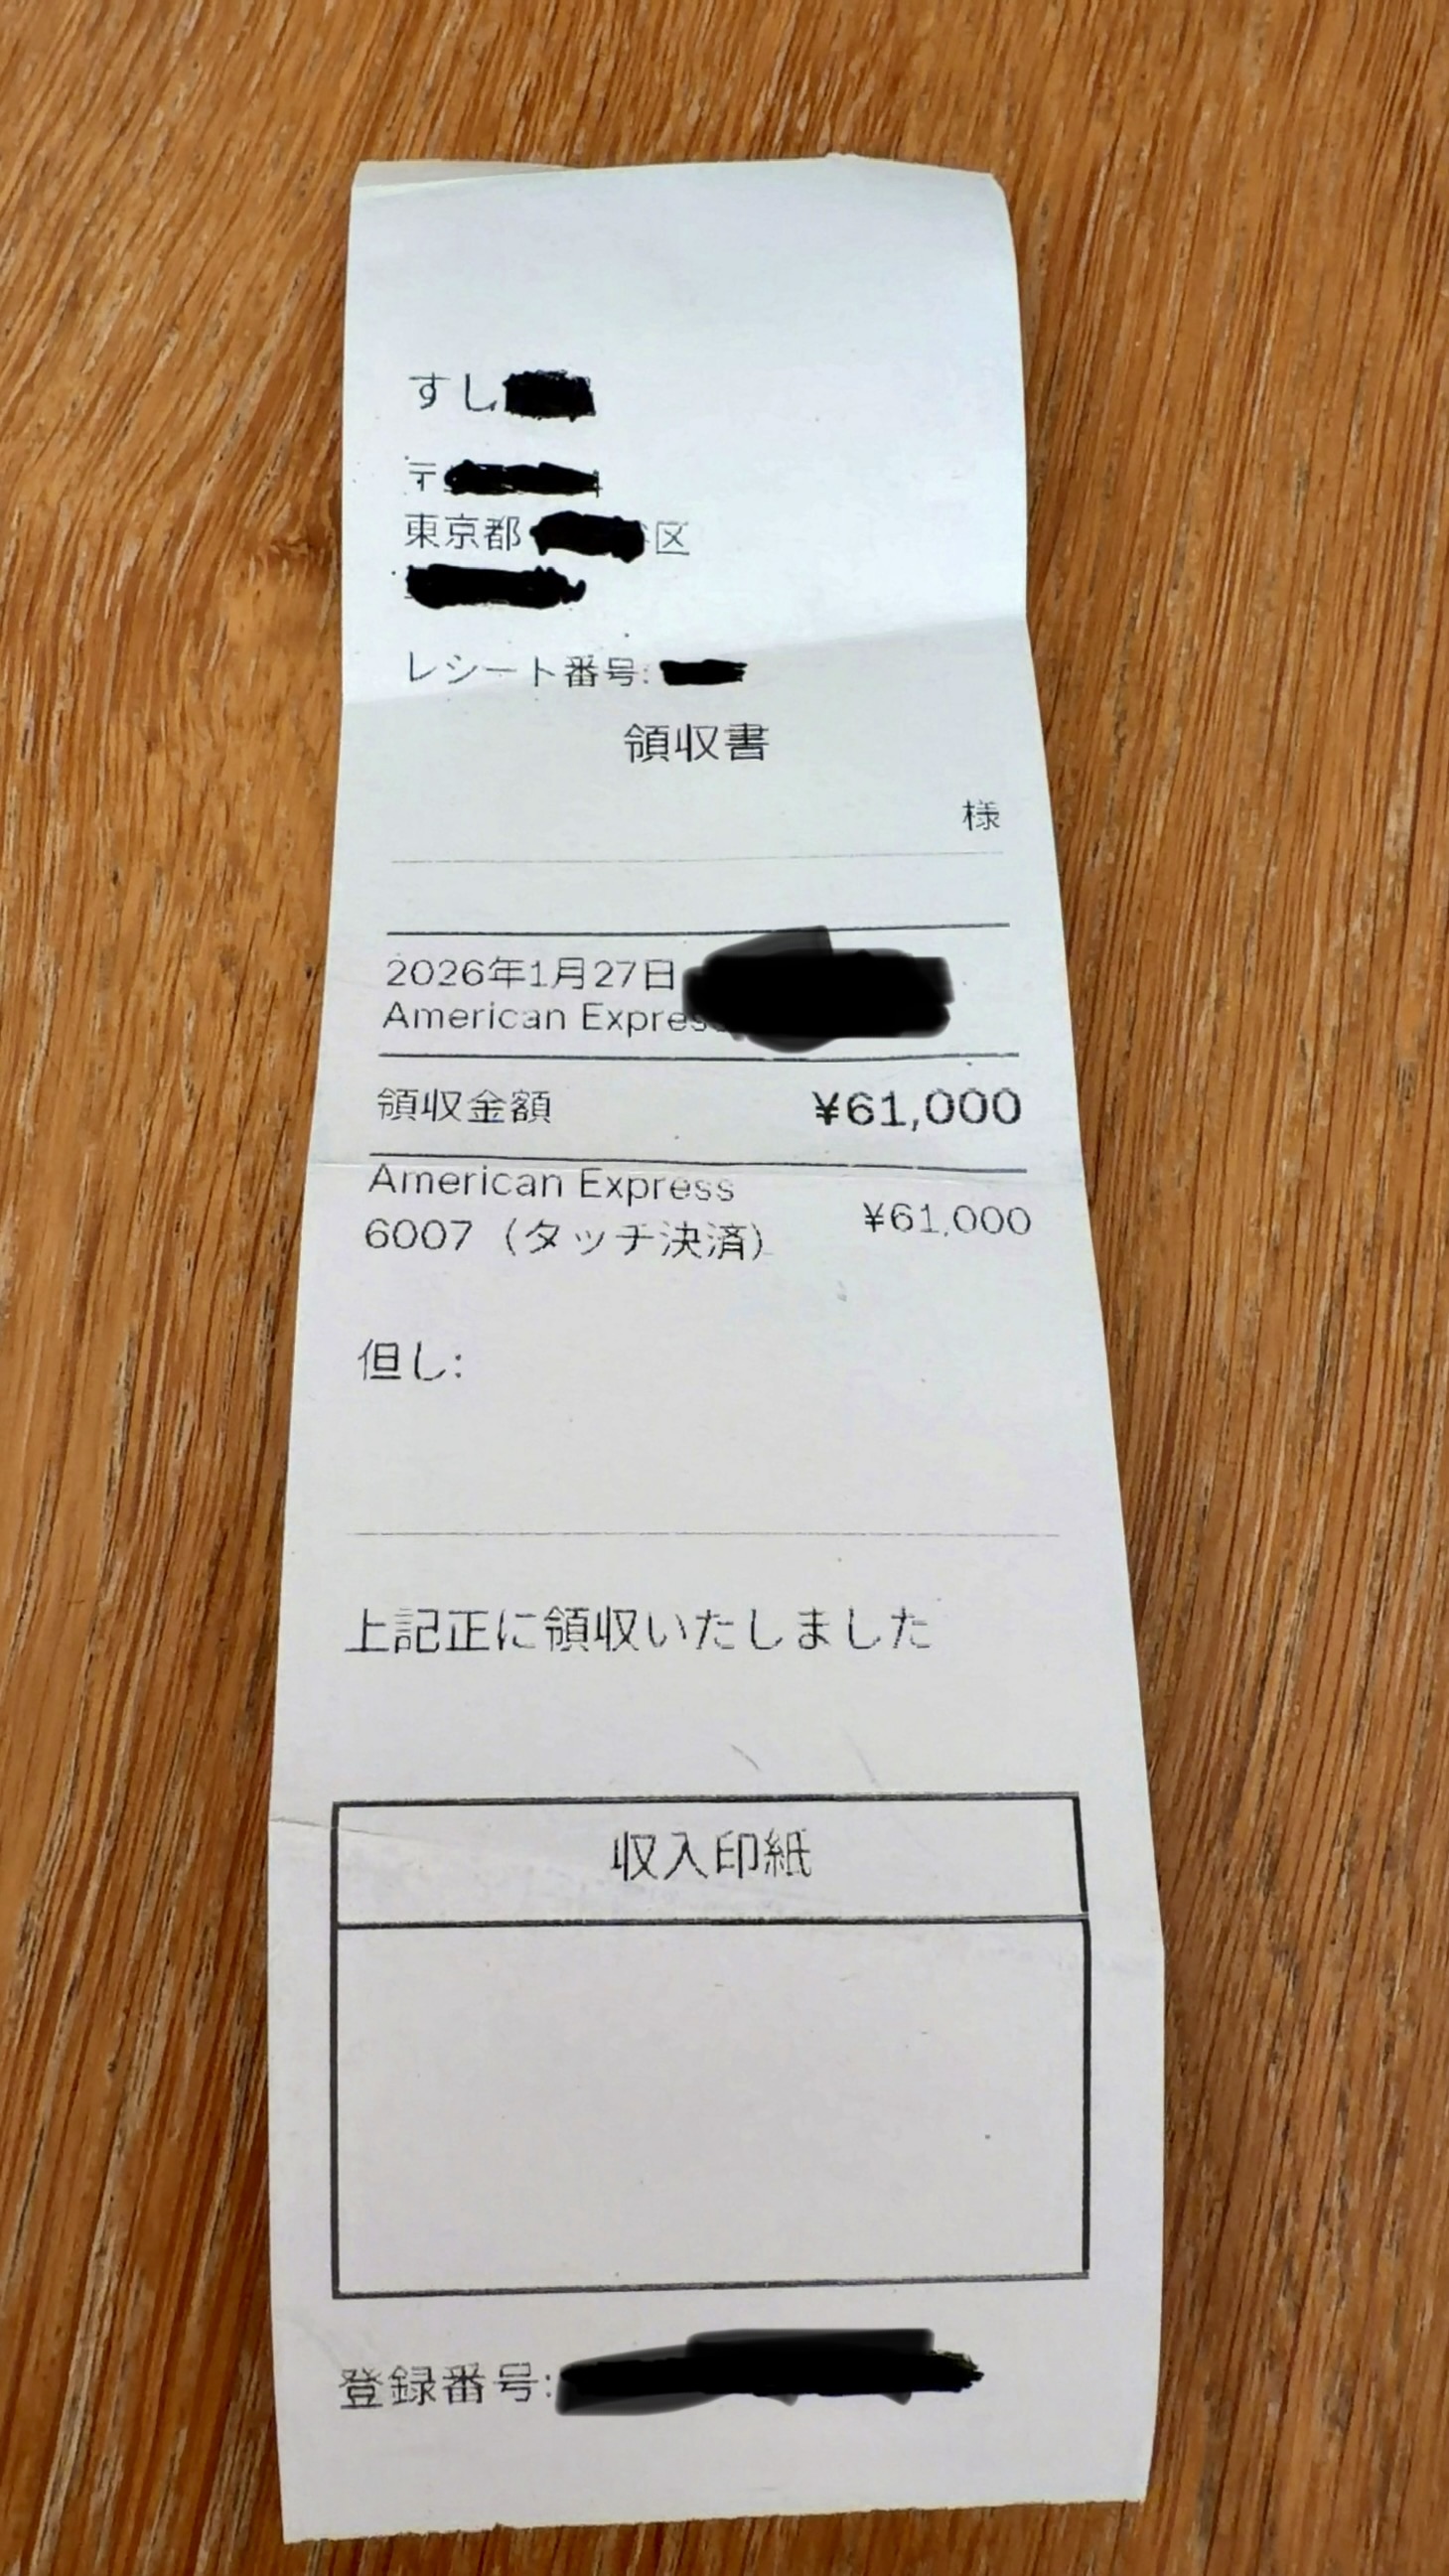 すし
〒
東京都 区
レシート番号:
領収書
様
2026年1月27日
American Express
領収金額 ¥61,000
American Express
6007（タッチ決済） ¥61,000
但し:
上記正に領収いたしました
収入印紙
登録番号: